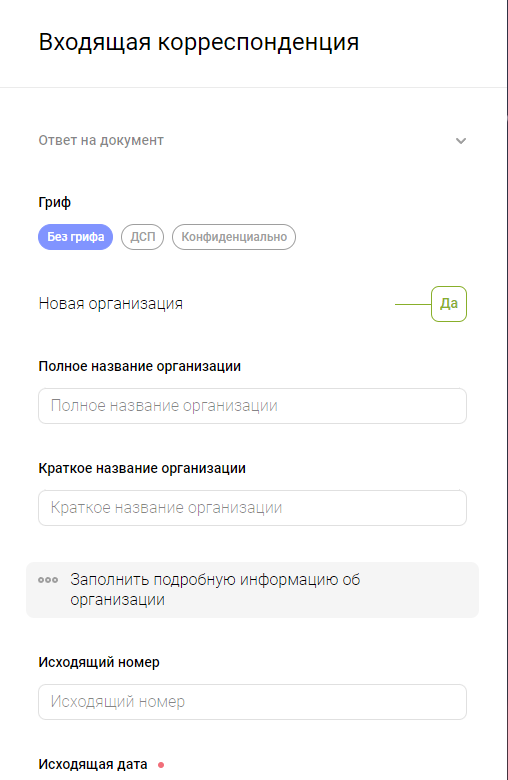 Входящая корреспонденция
Ответ на документ
Гриф
Без грифа ДСП Конфиденциально
Новая организация Да
Полное название организации
Полное название организации
Краткое название организации
Краткое название организации
Заполнить подробную информацию об
организации
Исходящий номер
Исходящий номер
Исходящая дата